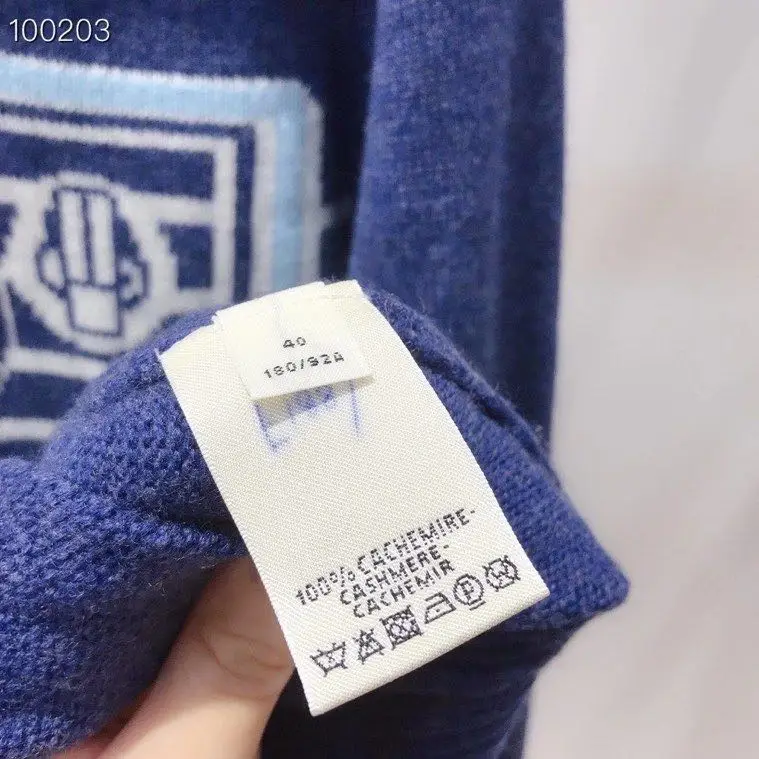 100203
40
180/92A
100% CACHEMIRE-
CASHMERE-
CACHEMIR